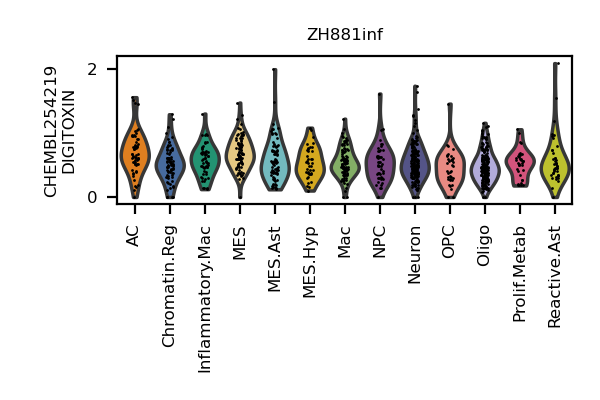 ZH881inf
CHEMBL254219
DIGITOXIN
2
0
AC
Chromatin.Reg
Inflammatory.Mac
MES
MES.Ast
MES.Hyp
Mac
NPC
Neuron
OPC
Oligo
Prolif.Metab
Reactive.Ast